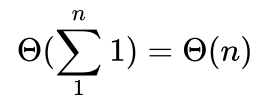 Θ(∑₁ⁿ 1) = Θ(n)